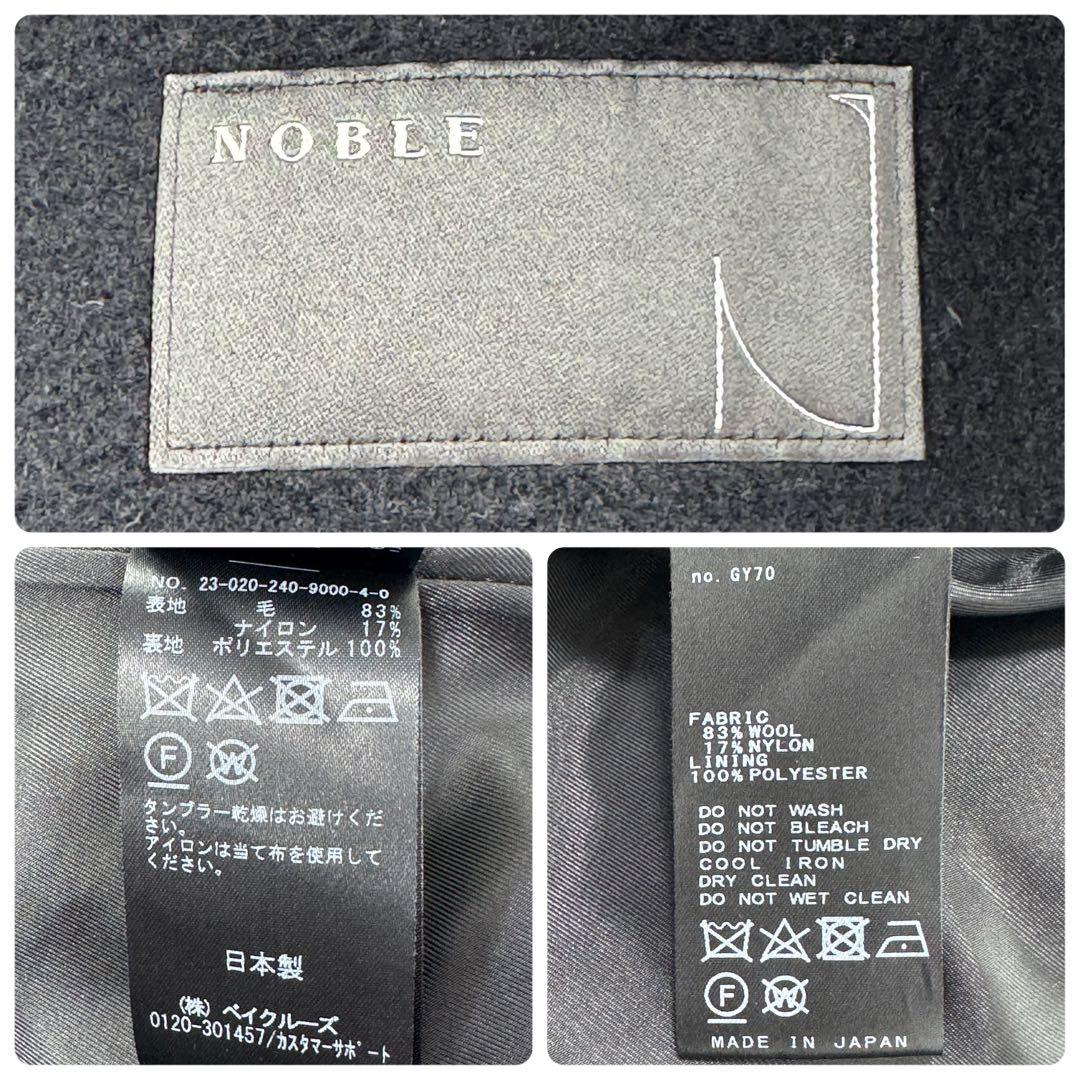 NOBLE
NO. 23-020-240-9000-4-0
表地 毛 83%
ナイロン 17%
裏地 ポリエステル 100%
F W
タンブラー乾燥はお避けくだ
さい。
アイロンは当て布を使用して
ください。
日本製
(株) ベイクルーズ
0120-301457/カスタマーサポート
no. GY70
FABRIC
83%WOOL
17%NYLON
LINING
100%POLYESTER
DO NOT WASH
DO NOT BLEACH
DO NOT TUMBLE DRY
COOL IRON
DRY CLEAN
DO NOT WET CLEAN
F W
MADE IN JAPAN